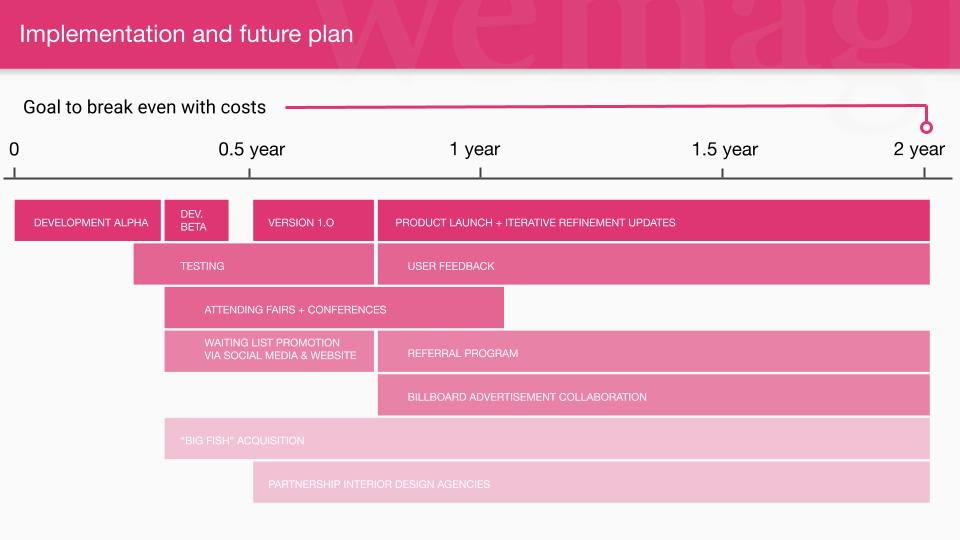 wemagi
Implementation and future plan
Goal to break even with costs
0 0.5 year 1 year 1.5 year 2 year
DEVELOPMENT ALPHA
DEV.
BETA
VERSION 1.O
PRODUCT LAUNCH + ITERATIVE REFINEMENT UPDATES
TESTING
USER FEEDBACK
ATTENDING FAIRS + CONFERENCES
WAITING LIST PROMOTION
VIA SOCIAL MEDIA & WEBSITE
REFERRAL PROGRAM
BILLBOARD ADVERTISEMENT COLLABORATION
“BIG FISH” ACQUISITION
PARTNERSHIP INTERIOR DESIGN AGENCIES